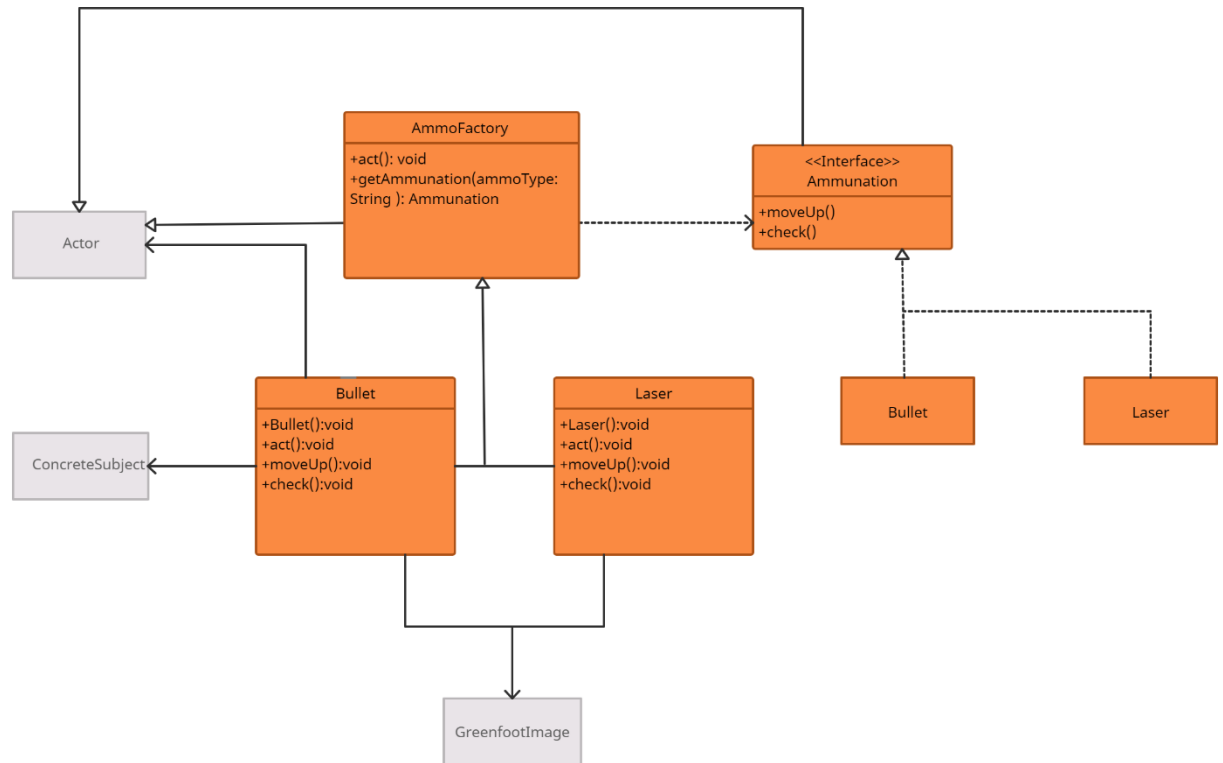 AmmoFactory
+act(): void
+getAmmunation(ammoType:
String ): Ammunation
<<Interface>>
Ammunation
+moveUp()
+check()
Actor
Bullet
+Bullet():void
+act():void
+moveUp():void
+check():void
Laser
+Laser():void
+act():void
+moveUp():void
+check():void
Bullet
Laser
ConcreteSubject
GreenfootImage